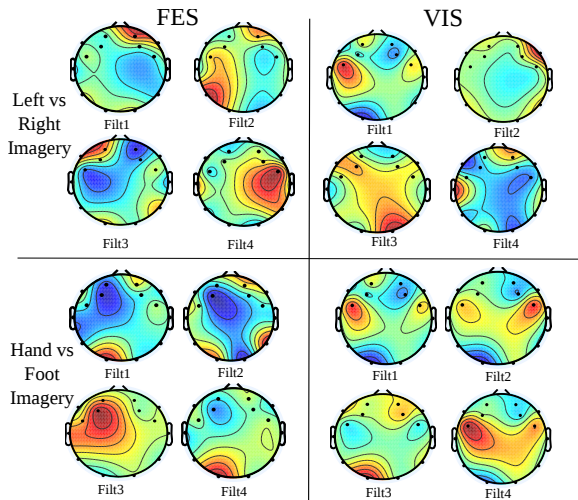 FES
VIS
Left vs
Right
Imagery
Filt1
Filt2
Filt1
Filt2
Filt3
Filt4
Filt3
Filt4
Hand vs
Foot
Imagery
Filt1
Filt2
Filt1
Filt2
Filt3
Filt4
Filt3
Filt4